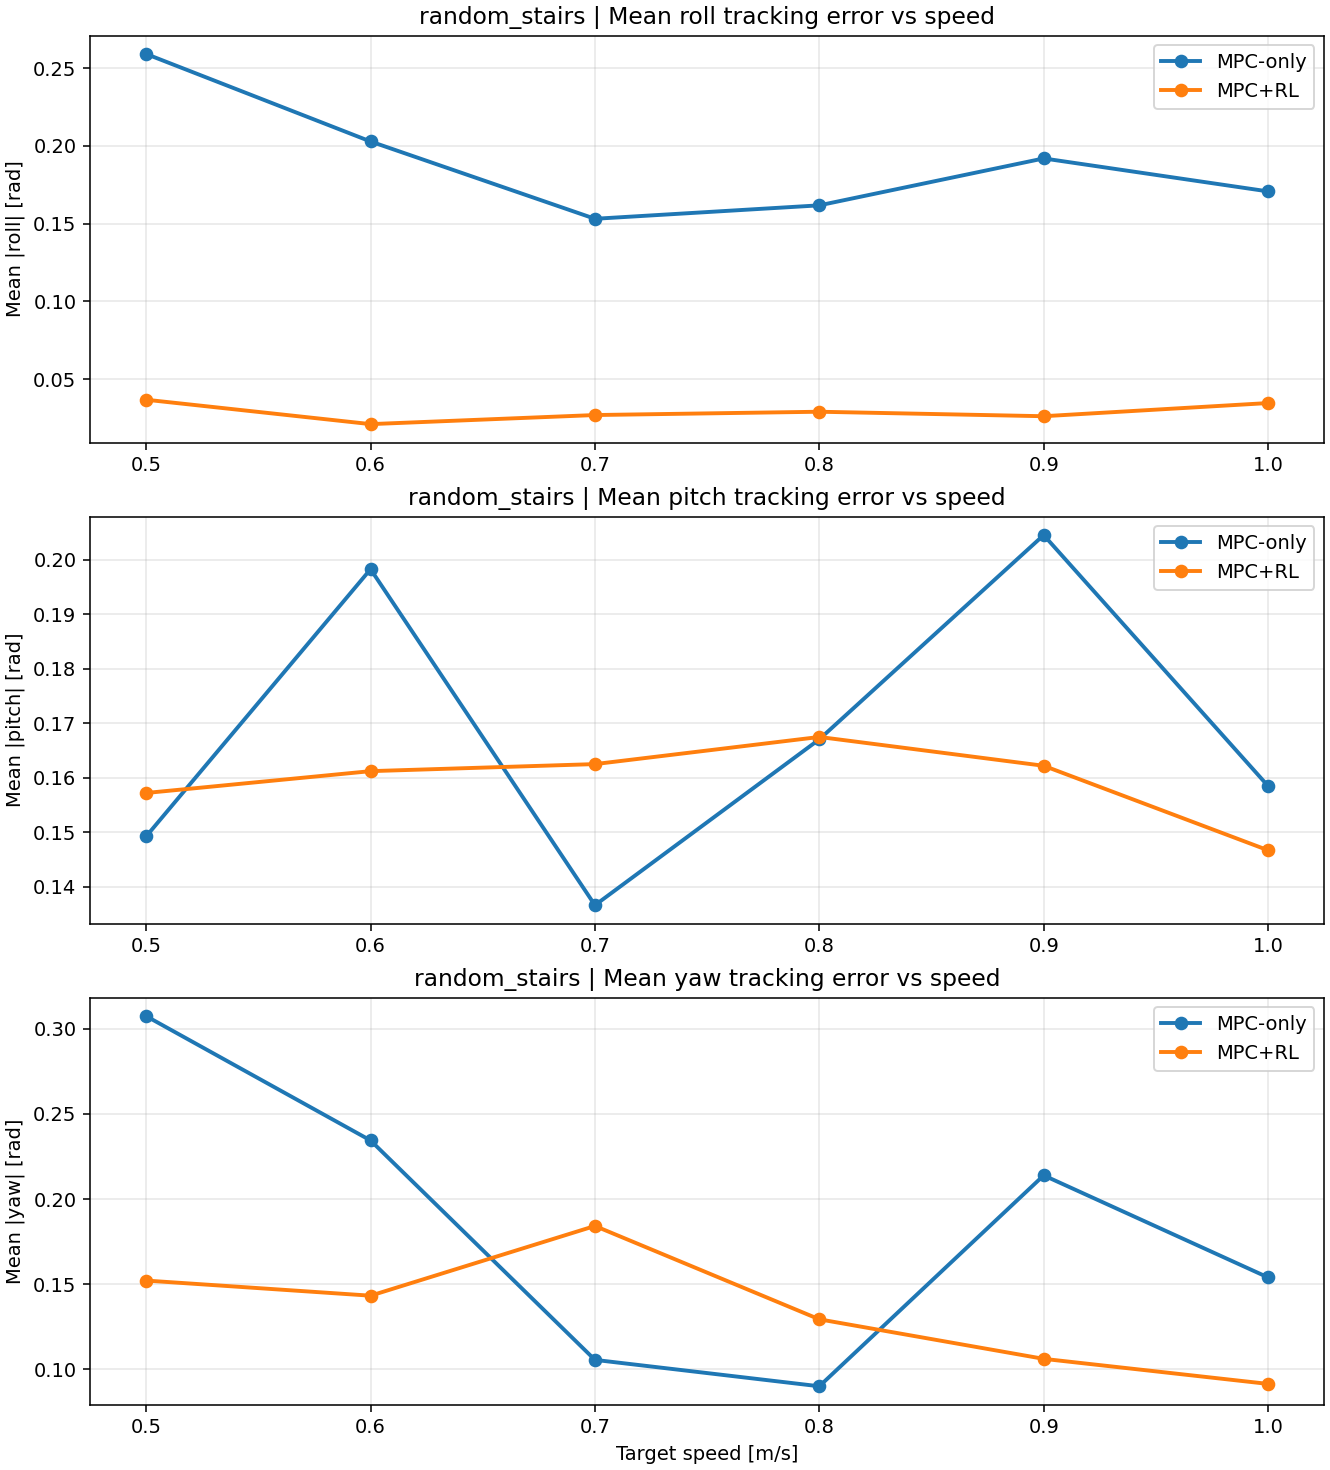 random_stairs | Mean roll tracking error vs speed
Mean |roll| [rad]
0.25
0.20
0.15
0.10
0.05
MPC-only
MPC+RL
0.5 0.6 0.7 0.8 0.9 1.0
random_stairs | Mean pitch tracking error vs speed
Mean |pitch| [rad]
0.20
0.19
0.18
0.17
0.16
0.15
0.14
MPC-only
MPC+RL
0.5 0.6 0.7 0.8 0.9 1.0
random_stairs | Mean yaw tracking error vs speed
Mean |yaw| [rad]
0.30
0.25
0.20
0.15
0.10
MPC-only
MPC+RL
0.5 0.6 0.7 0.8 0.9 1.0
Target speed [m/s]